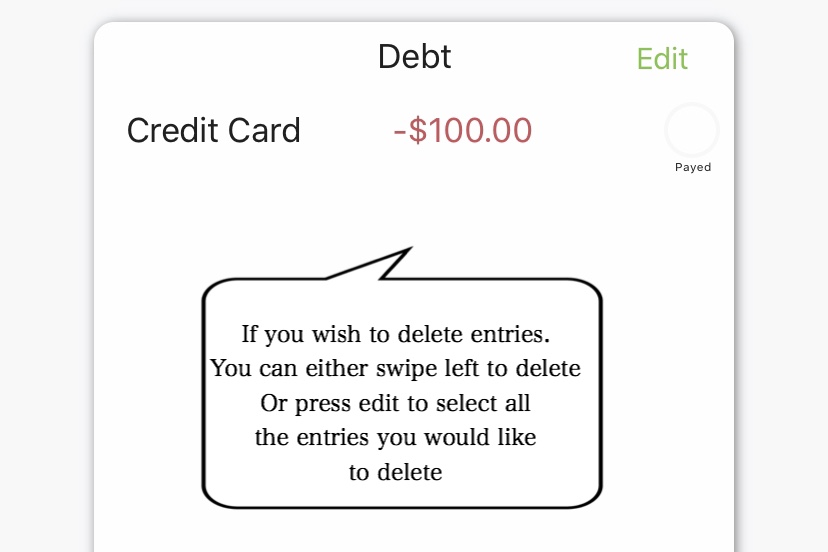 Debt Edit
Credit Card -$100.00
Payed
If you wish to delete entries.
You can either swipe left to delete
Or press edit to select all
the entries you would like
to delete